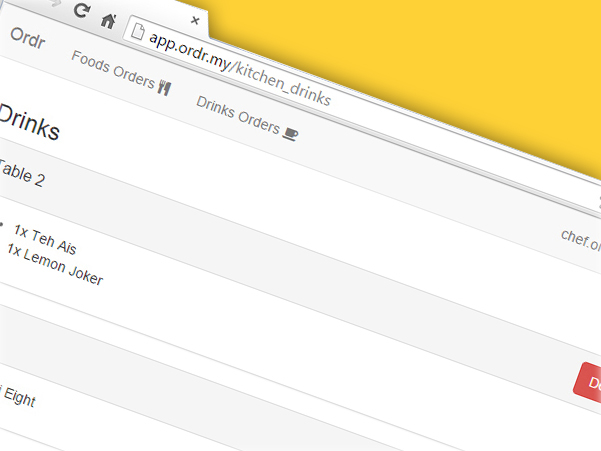 app.ordr.my/kitchen_drinks
Ordr
Foods Orders
Drinks Orders
chef.or
Drinks
Table 2
1x Teh Ais
1x Lemon Joker
Eight